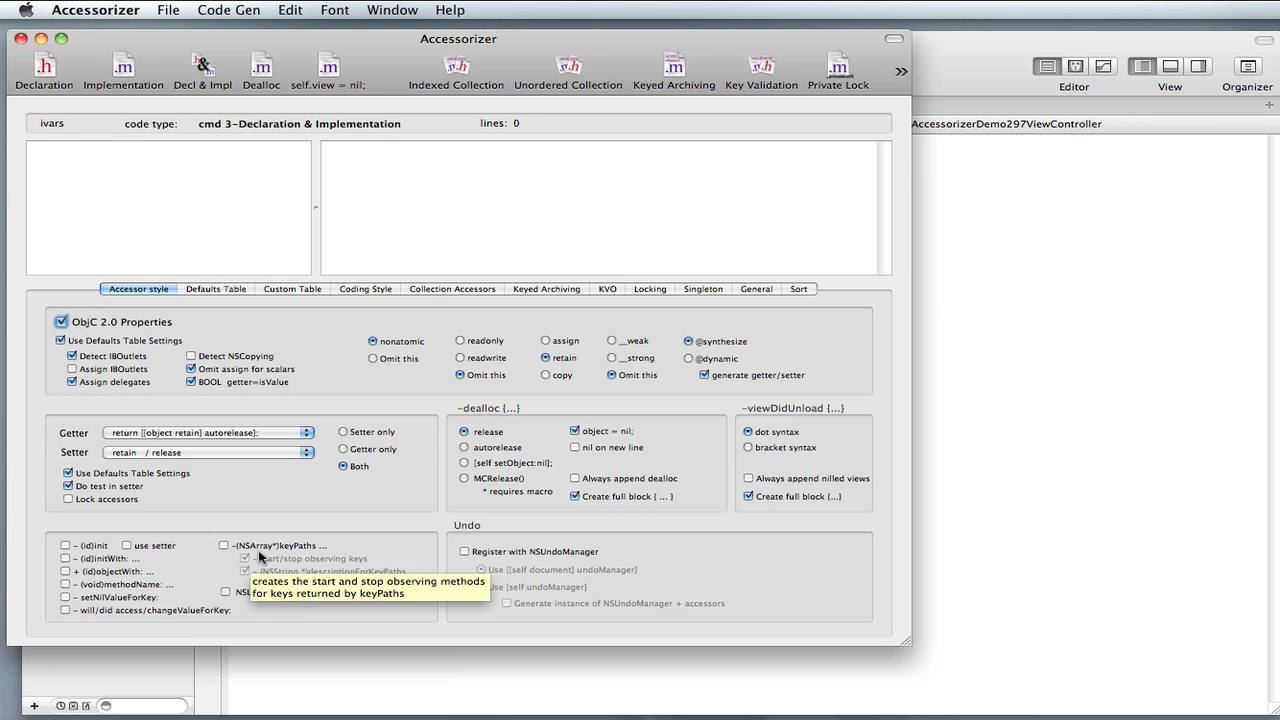 Accessorizer File Code Gen Edit Font Window Help
Accessorizer
Declaration Implementation Decl & Impl Dealloc self.view = nil; Indexed Collection Unordered Collection Keyed Archiving Key Validation Private Lock
Editor View Organizer
ivars code type: cmd 3-Declaration & Implementation lines: 0
AccessorizerDemo297ViewController
Accessor style Defaults Table Custom Table Coding Style Collection Accessors Keyed Archiving KVO Locking Singleton General Sort
ObjC 2.0 Properties
Use Defaults Table Settings
nonatomic readonly assign __weak @synthesize
Detect IBOutlets Detect NSCopying Omit this readwrite retain __strong @dynamic
Assign IBOutlets Omit assign for scalars
Assign delegates BOOL getter=isValue Omit this copy Omit this generate getter/setter
-dealloc {...} -viewDidUnload {...}
Getter return [[object retain] autorelease]; Setter only
Setter retain / release Getter only
Both
Use Defaults Table Settings
Do test in setter
Lock accessors
release object = nil; dot syntax
autorelease nil on new line bracket syntax
[self setObject:nil];
MCRelease() Always append dealloc Always append nilled views
* requires macro Create full block { ... } Create full block {...}
Undo
- (id)init use setter -(NSArray*)keyPaths ...
- (id)initWith: ... start/stop observing keys
+ (id)objectWith: ... - (NSString *)descriptionForKeyPaths
- (void)methodName: ...
- setNilValueForKey:
- will/did access/changeValueForKey:
creates the start and stop observing methods
for keys returned by keyPaths
Register with NSUndoManager
Use [[self document] undoManager]
Use [self undoManager]
Generate instance of NSUndoManager + accessors